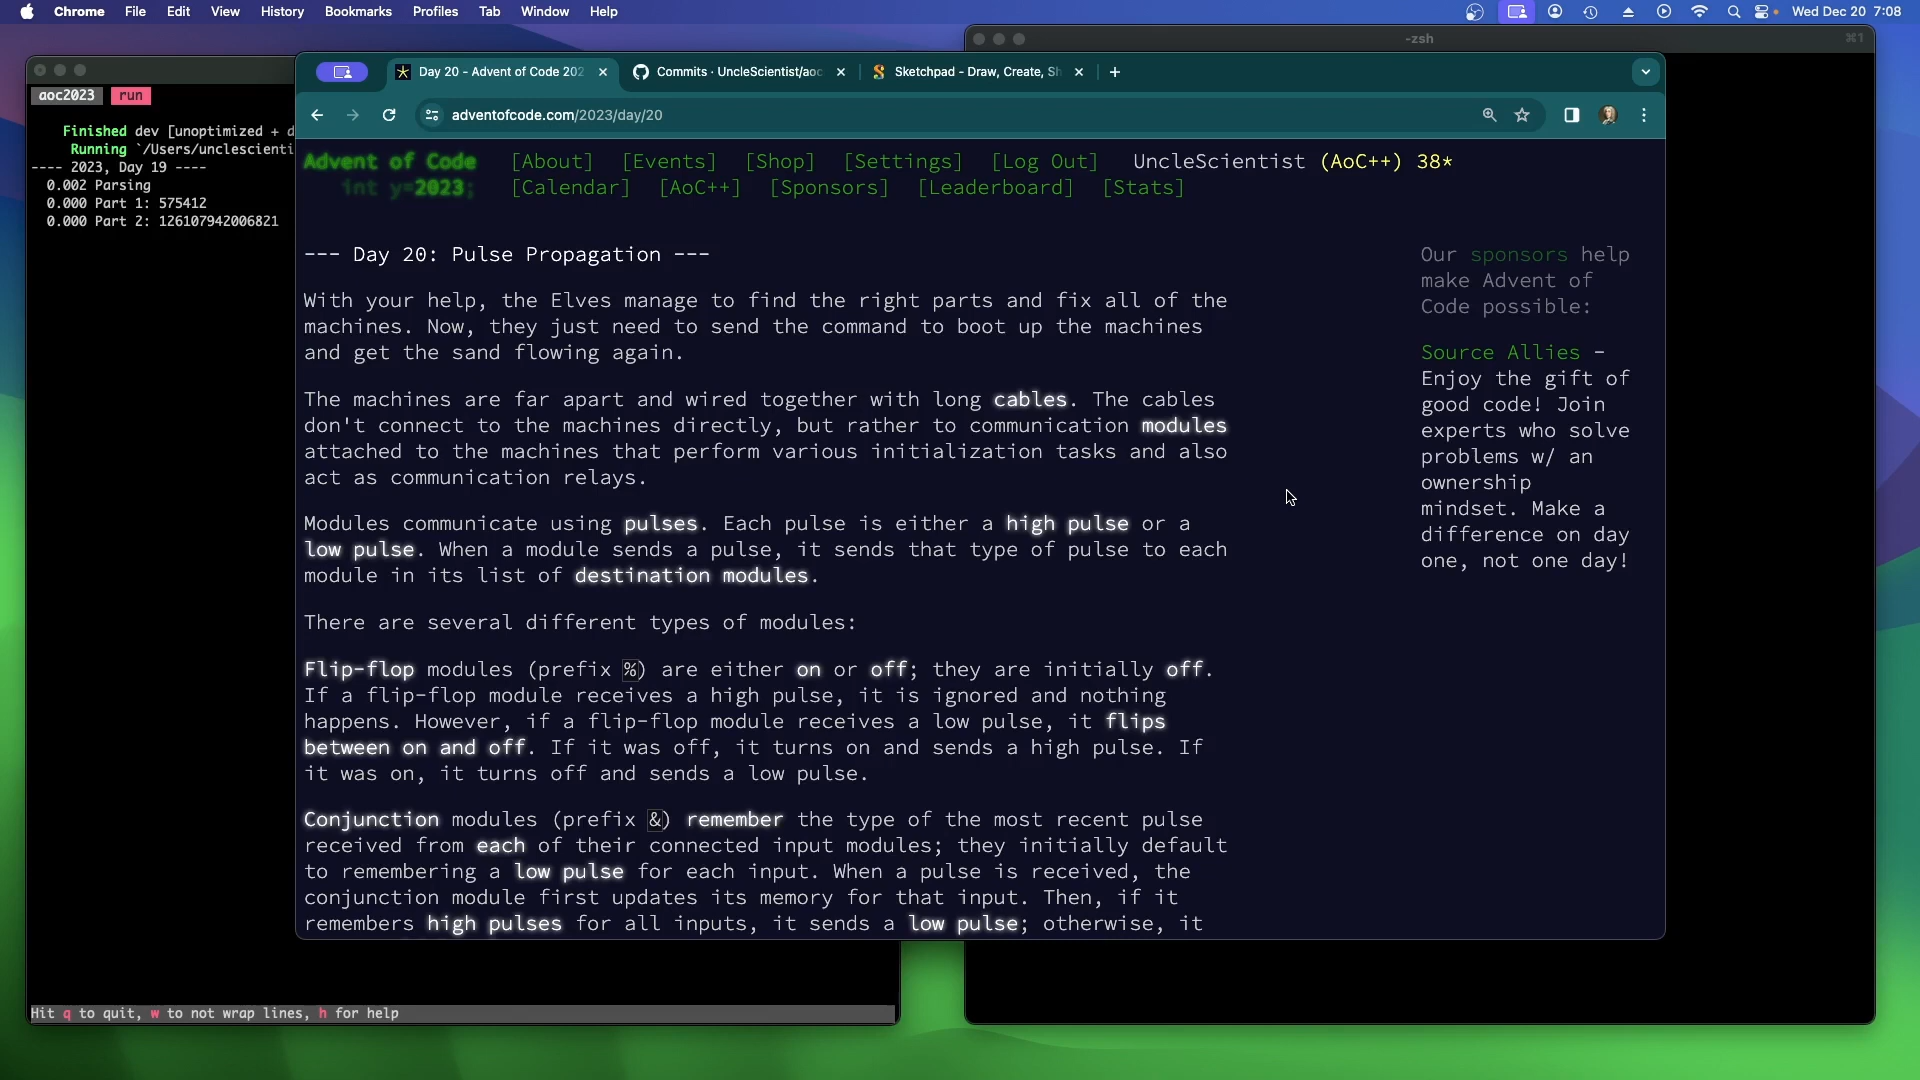 Chrome File Edit View History Bookmarks Profiles Tab Window Help Wed Dec 20 7:08
-zsh ⌘1
Day 20 - Advent of Code 202 Commits · UncleScientist/aoc Sketchpad - Draw, Create, Sh
adventofcode.com/2023/day/20
aoc2023 run
Finished dev [unoptimized + d
Running `/Users/unclescienti
---- 2023, Day 19 ----
0.002 Parsing
0.000 Part 1: 575412
0.000 Part 2: 126107942006821
Hit q to quit, w to not wrap lines, h for help
Advent of Code [About] [Events] [Shop] [Settings] [Log Out] UncleScientist (AoC++) 38*
int y=2023; [Calendar] [AoC++] [Sponsors] [Leaderboard] [Stats]
--- Day 20: Pulse Propagation ---
With your help, the Elves manage to find the right parts and fix all of the
machines. Now, they just need to send the command to boot up the machines
and get the sand flowing again.
The machines are far apart and wired together with long cables. The cables
don't connect to the machines directly, but rather to communication modules
attached to the machines that perform various initialization tasks and also
act as communication relays.
Modules communicate using pulses. Each pulse is either a high pulse or a
low pulse. When a module sends a pulse, it sends that type of pulse to each
module in its list of destination modules.
There are several different types of modules:
Flip-flop modules (prefix %) are either on or off; they are initially off.
If a flip-flop module receives a high pulse, it is ignored and nothing
happens. However, if a flip-flop module receives a low pulse, it flips
between on and off. If it was off, it turns on and sends a high pulse. If
it was on, it turns off and sends a low pulse.
Conjunction modules (prefix &) remember the type of the most recent pulse
received from each of their connected input modules; they initially default
to remembering a low pulse for each input. When a pulse is received, the
conjunction module first updates its memory for that input. Then, if it
remembers high pulses for all inputs, it sends a low pulse; otherwise, it
Our sponsors help
make Advent of
Code possible:
Source Allies -
Enjoy the gift of
good code! Join
experts who solve
problems w/ an
ownership
mindset. Make a
difference on day
one, not one day!